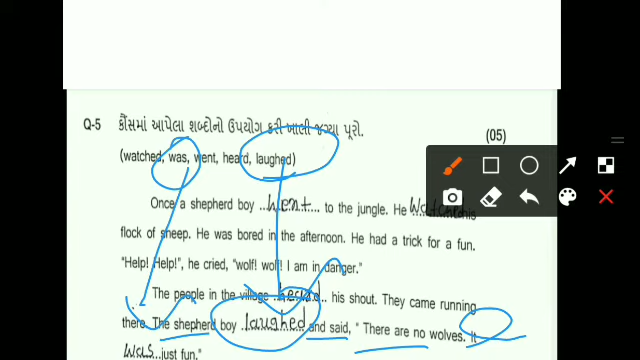 Q-5 કૌંસમાં આપેલા શબ્દોનો ઉપયોગ કરી ખાલી જગ્યા પૂરો. (05)
(watched, was, went, heard, laughed)
Once a shepherd boy ...went... to the jungle. He watched his
flock of sheep. He was bored in the afternoon. He had a trick for a fun.
"Help! Help!", he cried, "wolf! wolf! I am in danger."
The people in the village ...heard... his shout. They came running
there. The shepherd boy laughed and said, " There are no wolves. It
was...just fun."